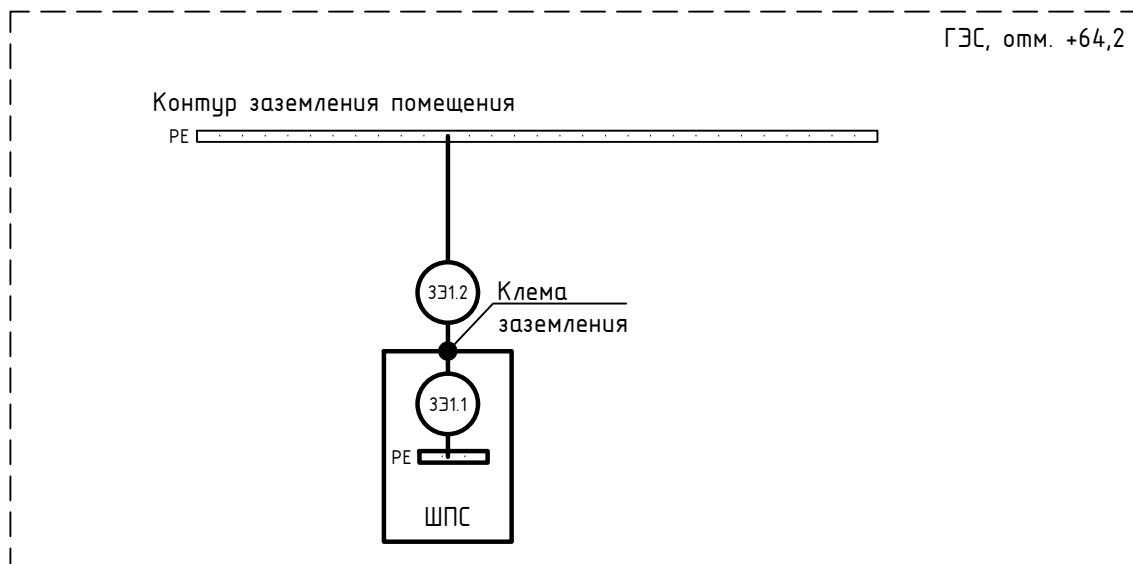 ГЭС, отм. +64,2
Контур заземления помещения
PE
ЗЭ1.2
Клема
заземления
ЗЭ1.1
PE
ШПС